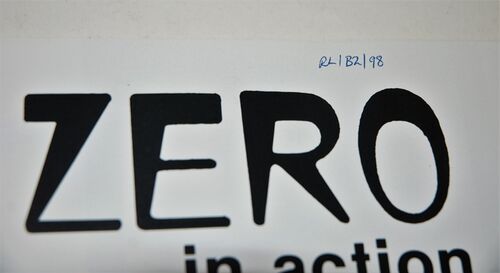 RL/B2/98
ZERO
in action